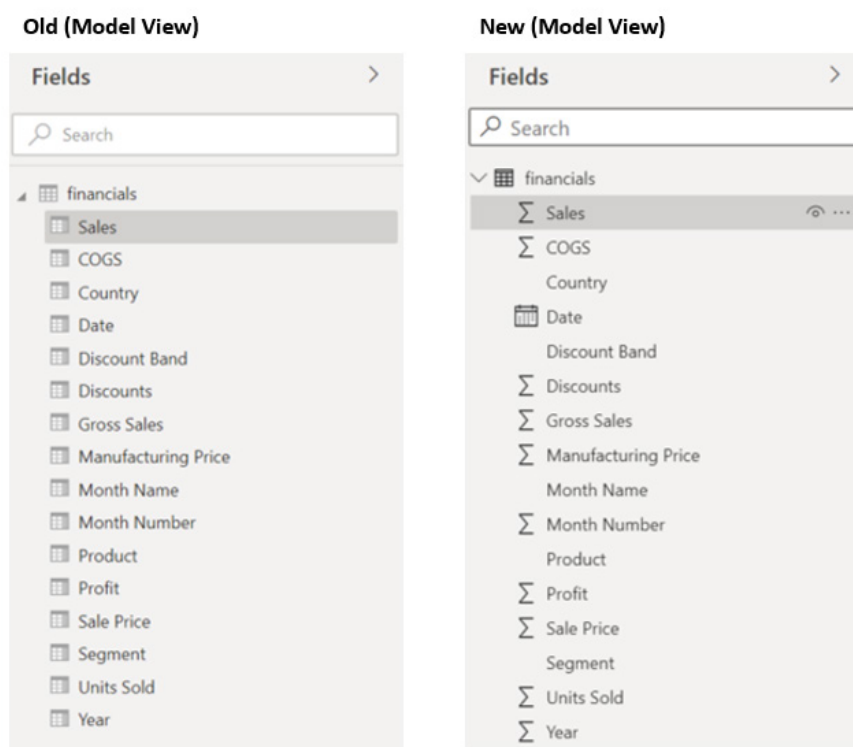 Old (Model View)
Fields
Search
financials
Sales
COGS
Country
Date
Discount Band
Discounts
Gross Sales
Manufacturing Price
Month Name
Month Number
Product
Profit
Sale Price
Segment
Units Sold
Year
New (Model View)
Fields
Search
financials
Σ Sales
Σ COGS
Country
Date
Discount Band
Σ Discounts
Σ Gross Sales
Σ Manufacturing Price
Month Name
Σ Month Number
Product
Σ Profit
Σ Sale Price
Segment
Σ Units Sold
Σ Year